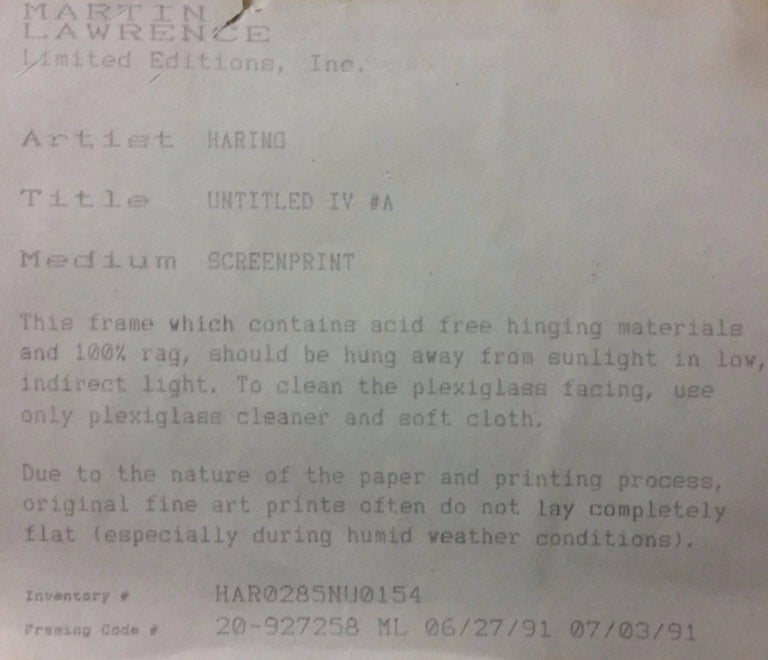 MARTIN
LAWRENCE
Limited Editions, Inc.
Artist HARING
Title UNTITLED IV #A
Medium SCREENPRINT
This frame which contains acid free hinging materials
and 100% rag, should be hung away from sunlight in low,
indirect light. To clean the plexiglass facing, use
only plexiglass cleaner and soft cloth.
Due to the nature of the paper and printing process,
original fine art prints often do not lay completely
flat (especially during humid weather conditions).
Inventory # HAR0285NU0154
Framing Code # 20-927258 ML 06/27/91 07/03/91